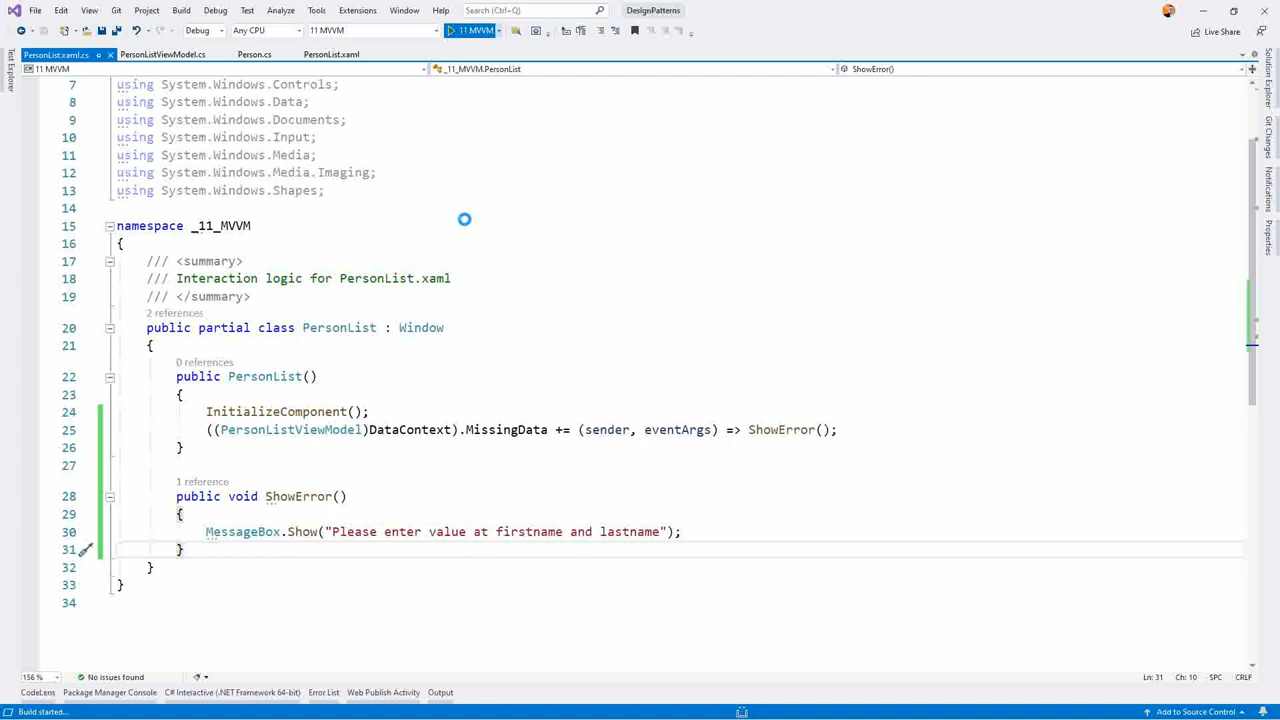 File Edit View Git Project Build Debug Test Analyze Tools Extensions Window Help Search (Ctrl+Q) DesignPatterns
Debug Any CPU 11 MVVM 11 MVVM Live Share
PersonList.xaml.cs PersonListViewModel.cs Person.cs PersonList.xaml
11 MVVM _11_MVVM.PersonList ShowError()
Test Explorer
Solution Explorer
Git Changes
Notifications
Properties
7 using System.Windows.Controls;
8 using System.Windows.Data;
9 using System.Windows.Documents;
10 using System.Windows.Input;
11 using System.Windows.Media;
12 using System.Windows.Media.Imaging;
13 using System.Windows.Shapes;
14
15 namespace _11_MVVM
16 {
17 /// <summary>
18 /// Interaction logic for PersonList.xaml
19 /// </summary>
2 references
20 public partial class PersonList : Window
21 {
0 references
22 public PersonList()
23 {
24 InitializeComponent();
25 ((PersonListViewModel)DataContext).MissingData += (sender, eventArgs) => ShowError();
26 }
27
1 reference
28 public void ShowError()
29 {
30 MessageBox.Show("Please enter value at firstname and lastname");
31 }
32 }
33 }
34
156 % No issues found Ln: 31 Ch: 10 SPC CRLF
CodeLens Package Manager Console C# Interactive (.NET Framework 64-bit) Error List Web Publish Activity Output
Build started... Add to Source Control